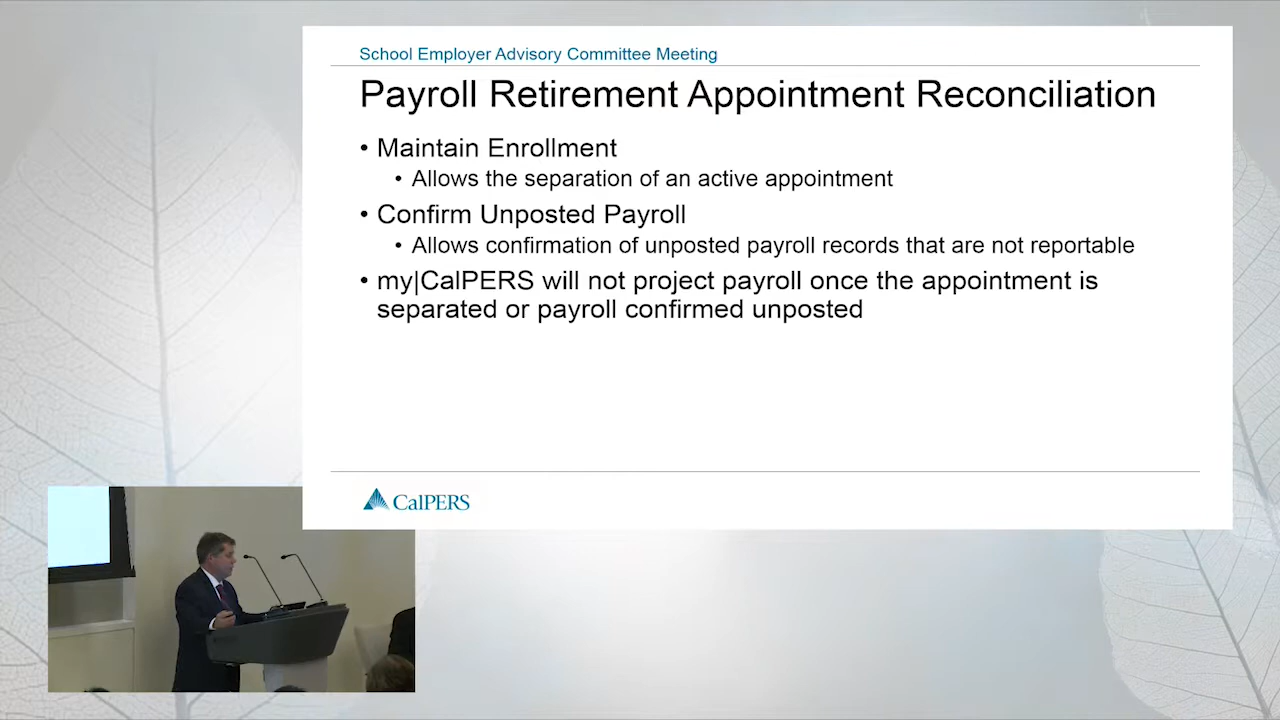 School Employer Advisory Committee Meeting
Payroll Retirement Appointment Reconciliation
• Maintain Enrollment
• Allows the separation of an active appointment
• Confirm Unposted Payroll
• Allows confirmation of unposted payroll records that are not reportable
• my|CalPERS will not project payroll once the appointment is
separated or payroll confirmed unposted
CalPERS